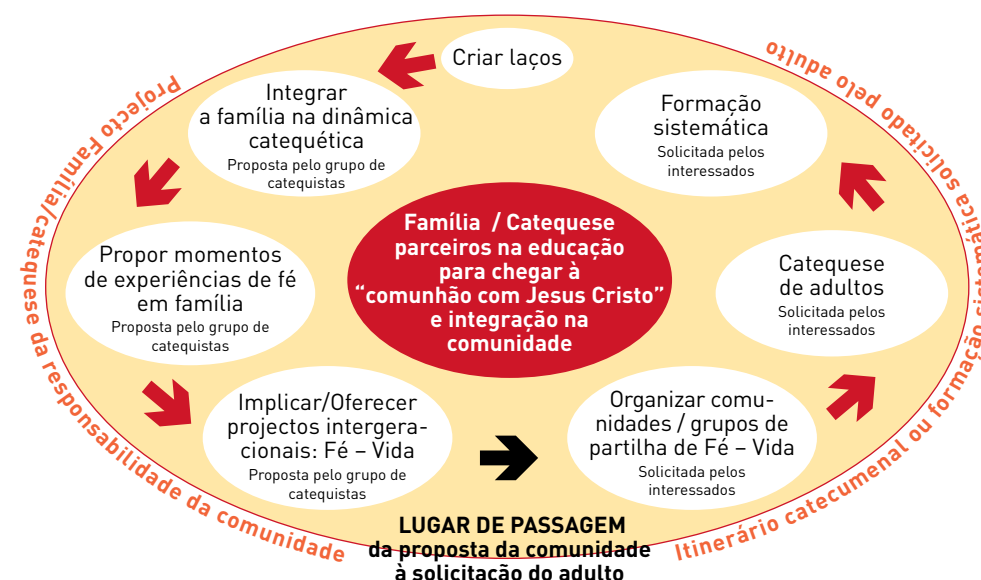 Criar laços
Integrar
a família na dinâmica
catequética
Proposta pelo grupo de
catequistas
Propor momentos
de experiências de fé
em família
Proposta pelo grupo de
catequistas
Implicar/Oferecer
projectos intergera-
cionais: Fé – Vida
Proposta pelo grupo de
catequistas
Família / Catequese
parceiros na educação
para chegar à
“comunhão com Jesus Cristo”
e integração na
comunidade
Organizar comu-
nidades / grupos de
partilha de Fé – Vida
Solicitada pelos
interessados
Catequese
de adultos
Solicitada pelos
interessados
Formação
sistemática
Solicitada pelos
interessados
Projecto Família/catequese da responsabilidade da comunidade
Itinerário catecumenal ou formação sistemática solicitado pelo adulto
LUGAR DE PASSAGEM
da proposta da comunidade
à solicitação do adulto